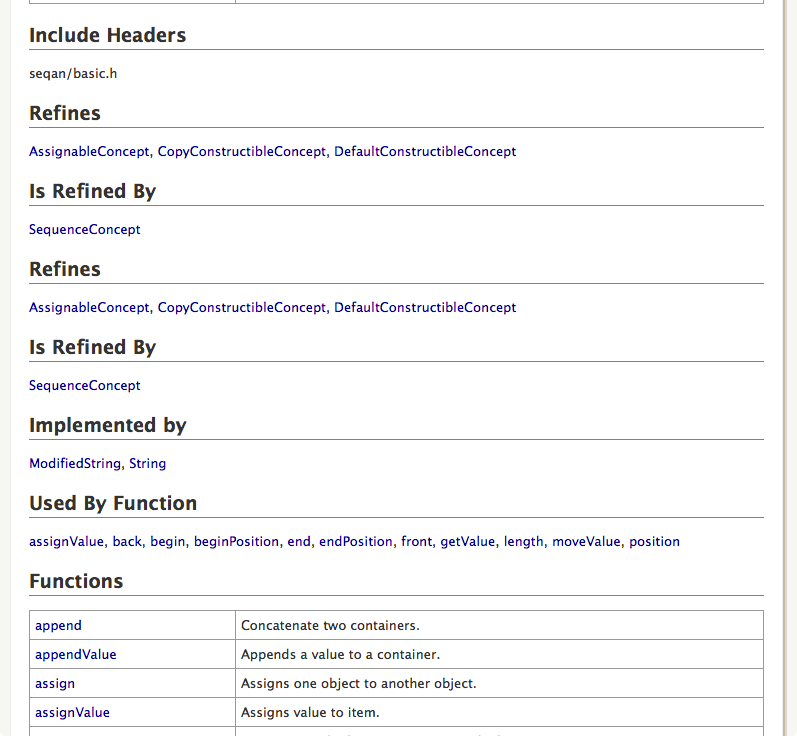 Include Headers
seqan/basic.h
Refines
AssignableConcept, CopyConstructibleConcept, DefaultConstructibleConcept
Is Refined By
SequenceConcept
Refines
AssignableConcept, CopyConstructibleConcept, DefaultConstructibleConcept
Is Refined By
SequenceConcept
Implemented by
ModifiedString, String
Used By Function
assignValue, back, begin, beginPosition, end, endPosition, front, getValue, length, moveValue, position
Functions
append Concatenate two containers.
appendValue Appends a value to a container.
assign Assigns one object to another object.
assignValue Assigns value to item.